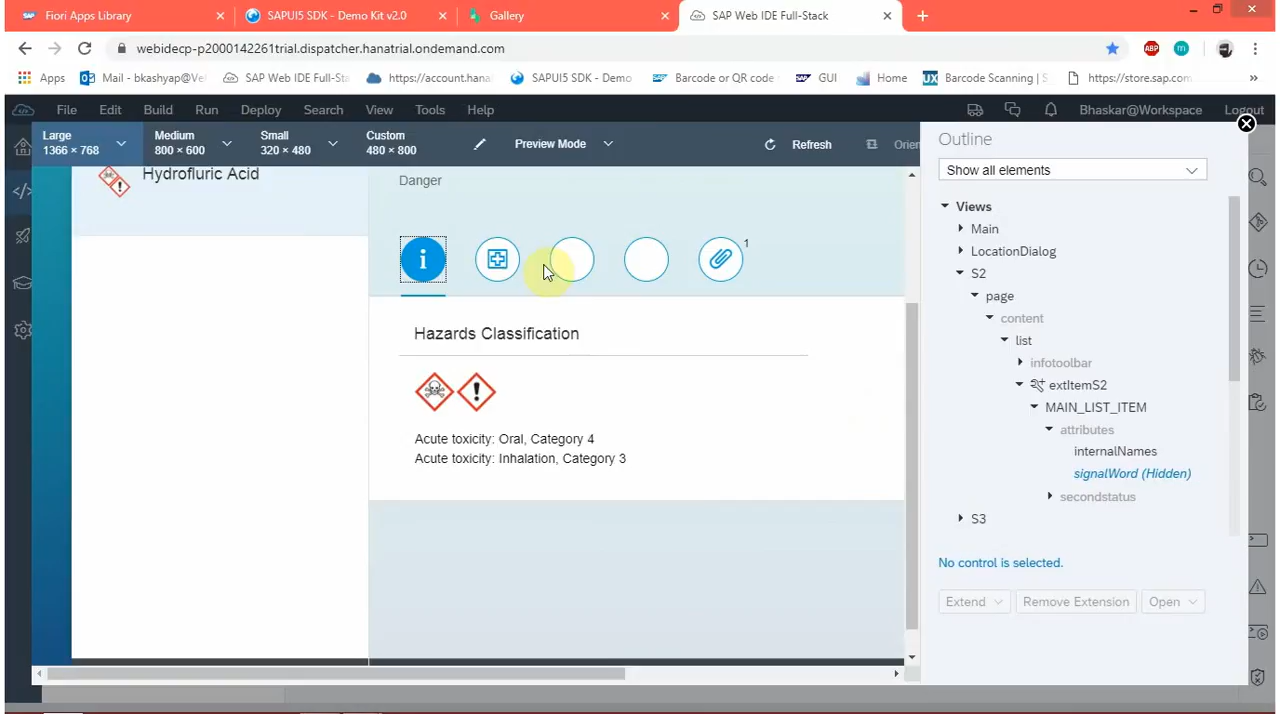 Fiori Apps Library
SAPUI5 SDK - Demo Kit v2.0
Gallery
SAP Web IDE Full-Stack
webidecp-p2000142261trial.dispatcher.hanatrial.ondemand.com
ABP
m
Apps
Mail - bkashyap@Ve
SAP Web IDE Full-Sta
https://account.hana
SAPUI5 SDK - Demo
Barcode or QR code
GUI
Home
UX
Barcode Scanning | S
https://store.sap.com
»
File
Edit
Build
Run
Deploy
Search
View
Tools
Help
Bhaskar@Workspace
Logout
Large
1366 × 768
Medium
800 × 600
Small
320 × 480
Custom
480 × 800
Preview Mode
Refresh
Orien
Outline
Show all elements
Hydrofluric Acid
Danger
i
1
Hazards Classification
Acute toxicity: Oral, Category 4
Acute toxicity: Inhalation, Category 3
Views
Main
LocationDialog
S2
page
content
list
infotoolbar
extItemS2
MAIN_LIST_ITEM
attributes
internalNames
signalWord (Hidden)
secondstatus
S3
No control is selected.
Extend
Remove Extension
Open